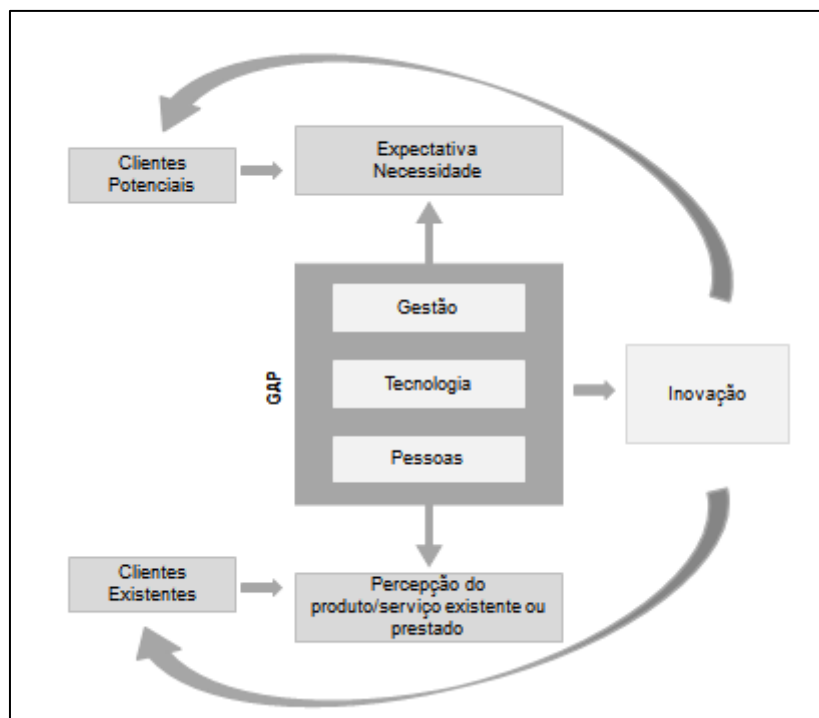 Clientes
Potenciais
Expectativa
Necessidade
GAP
Gestão
Tecnologia
Pessoas
Inovação
Clientes
Existentes
Percepção do
produto/serviço existente ou
prestado